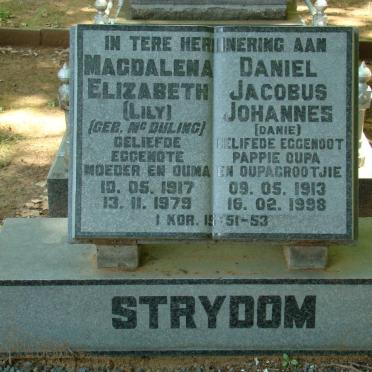 IN TERE HERINNERING AAN
MAGDALENA
ELIZABETH
(LILY)
(GEB. McDULING)
GELIEFDE
EGGENOTE
MOEDER EN OUMA
10. 05. 1917
13. 11. 1979
DANIEL
JACOBUS
JOHANNES
(DANIE)
GELIEFDE EGGENOOT
PAPPIE OUPA
EN OUPAGROOTJIE
09. 05. 1913
16. 02. 1998
1 KOR. 15:51-53
STRYDOM